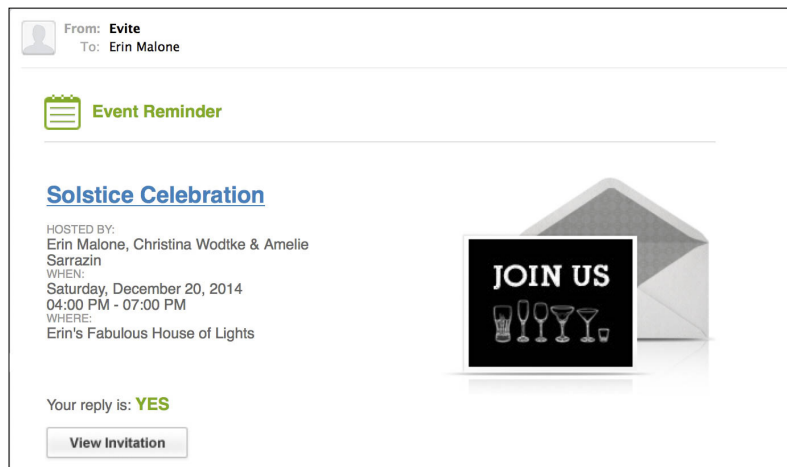 From: Evite
To: Erin Malone
Event Reminder
Solstice Celebration
HOSTED BY:
Erin Malone, Christina Wodtke & Amelie
Sarrazin
WHEN:
Saturday, December 20, 2014
04:00 PM - 07:00 PM
WHERE:
Erin's Fabulous House of Lights
JOIN US
Your reply is: YES
View Invitation